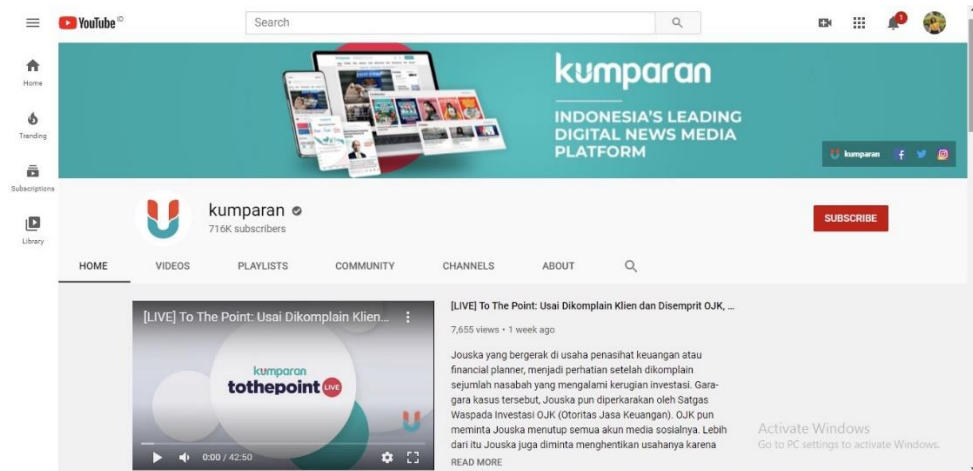 YouTube ID
Search
1
Home
Trending
Subscriptions
Library
kumparan
INDONESIA'S LEADING
DIGITAL NEWS MEDIA
PLATFORM
kumparan
kumparan
716K subscribers
SUBSCRIBE
HOME VIDEOS PLAYLISTS COMMUNITY CHANNELS ABOUT
[LIVE] To The Point: Usai Dikomplain Klien...
kumparan
tothepoint LIVE
0:00 / 42:50
[LIVE] To The Point: Usai Dikomplain Klien dan Disemprit OJK, ...
7,655 views • 1 week ago
Jouska yang bergerak di usaha penasihat keuangan atau
financial planner, menjadi perhatian setelah dikomplain
sejumlah nasabah yang mengalami kerugian investasi. Gara-
gara kasus tersebut, Jouska pun diperkarakan oleh Satgas
Waspada Investasi OJK (Otoritas Jasa Keuangan). OJK pun
meminta Jouska menutup semua akun media sosialnya. Lebih
dari itu Jouska juga diminta menghentikan usahanya karena
READ MORE
Activate Windows
Go to PC settings to activate Windows.